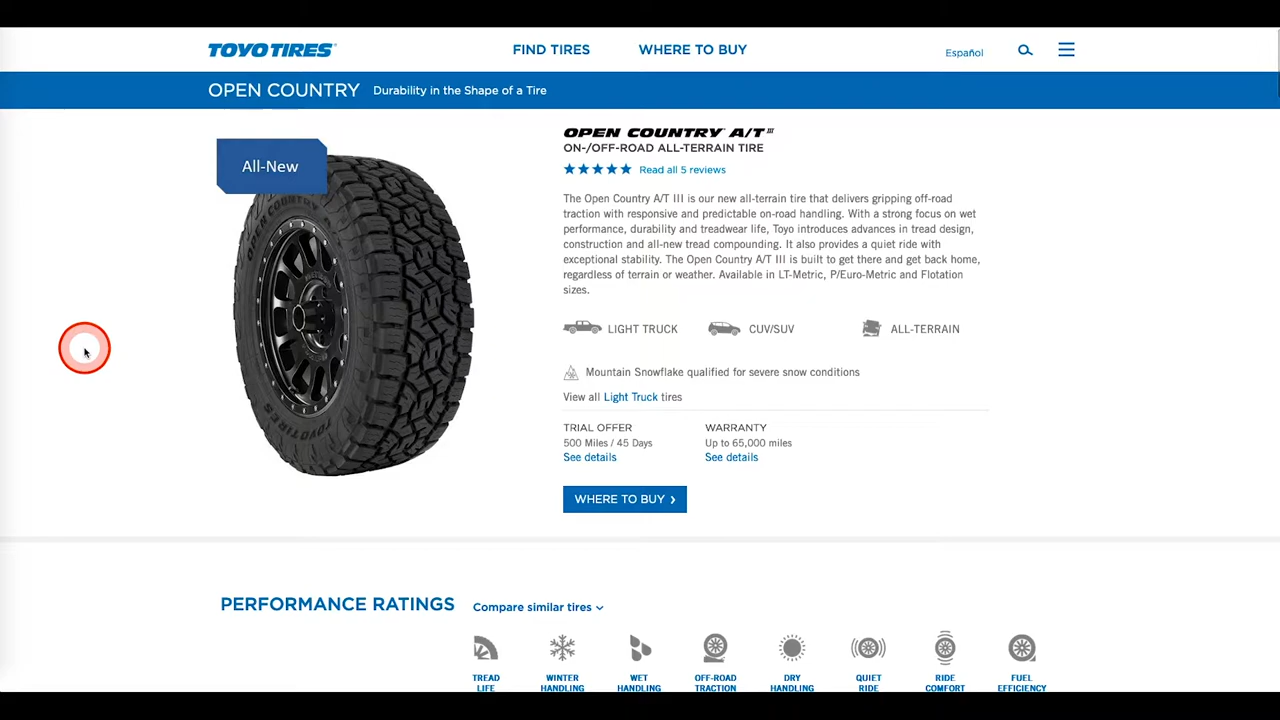 TOYO TIRES
FIND TIRES
WHERE TO BUY
Español
OPEN COUNTRY
Durability in the Shape of a Tire
All-New
OPEN COUNTRY
TOYO TIRES
OPEN COUNTRY A/T III
ON-/OFF-ROAD ALL-TERRAIN TIRE
Read all 5 reviews
The Open Country A/T III is our new all-terrain tire that delivers gripping off-road
traction with responsive and predictable on-road handling. With a strong focus on wet
performance, durability and treadwear life, Toyo introduces advances in tread design,
construction and all-new tread compounding. It also provides a quiet ride with
exceptional stability. The Open Country A/T III is built to get there and get back home,
regardless of terrain or weather. Available in LT-Metric, P/Euro-Metric and Flotation
sizes.
LIGHT TRUCK
CUV/SUV
ALL-TERRAIN
Mountain Snowflake qualified for severe snow conditions
View all Light Truck tires
TRIAL OFFER
500 Miles / 45 Days
See details
WARRANTY
Up to 65,000 miles
See details
WHERE TO BUY
PERFORMANCE RATINGS
Compare similar tires
TREAD
LIFE
WINTER
HANDLING
WET
HANDLING
OFF-ROAD
TRACTION
DRY
HANDLING
QUIET
RIDE
RIDE
COMFORT
FUEL
EFFICIENCY